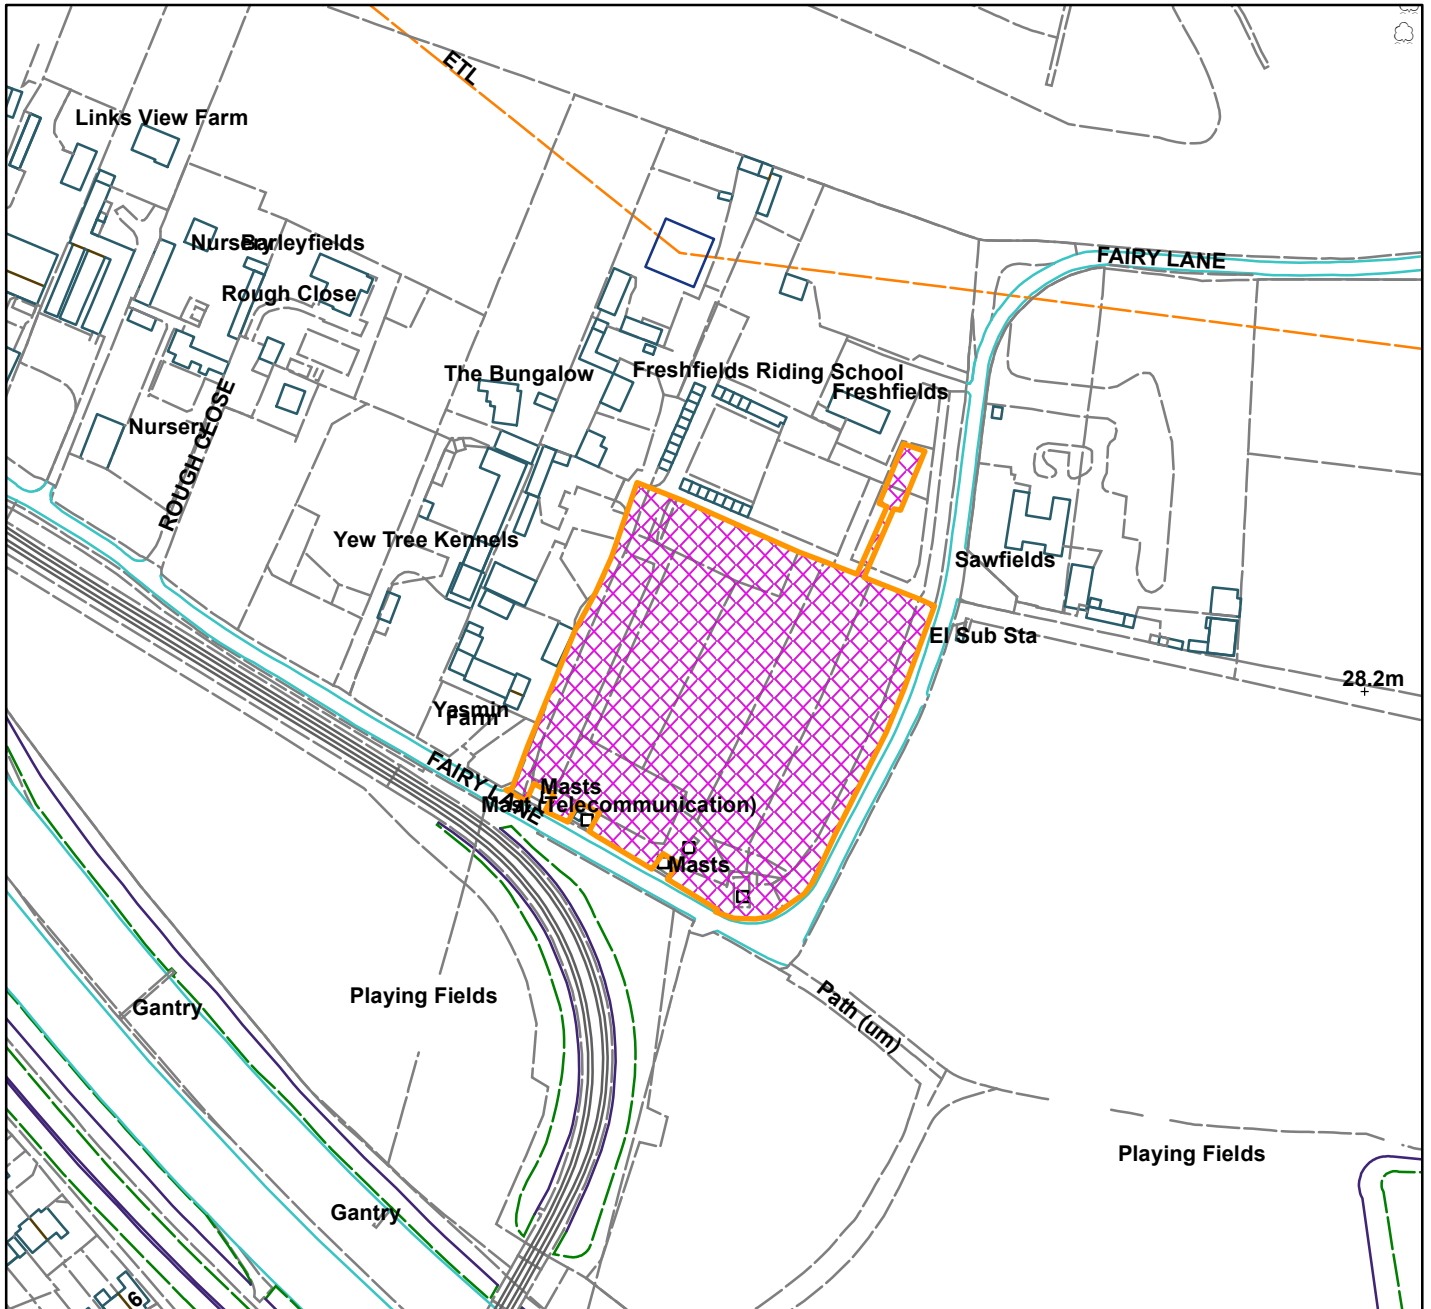 ETL
Links View Farm
Nursery
Barleyfields
FAIRY LANE
Rough Close
The Bungalow
Freshfields Riding School
Freshfields
Nursery
ROUGH CLOSE
Yew Tree Kennels
Sawfields
El Sub Sta
28.2m
Yasmin
Farm
FAIRY LANE
Masts
Mast (Telecommunication)
Masts
Playing Fields
Gantry
Path (um)
Playing Fields
Gantry
9